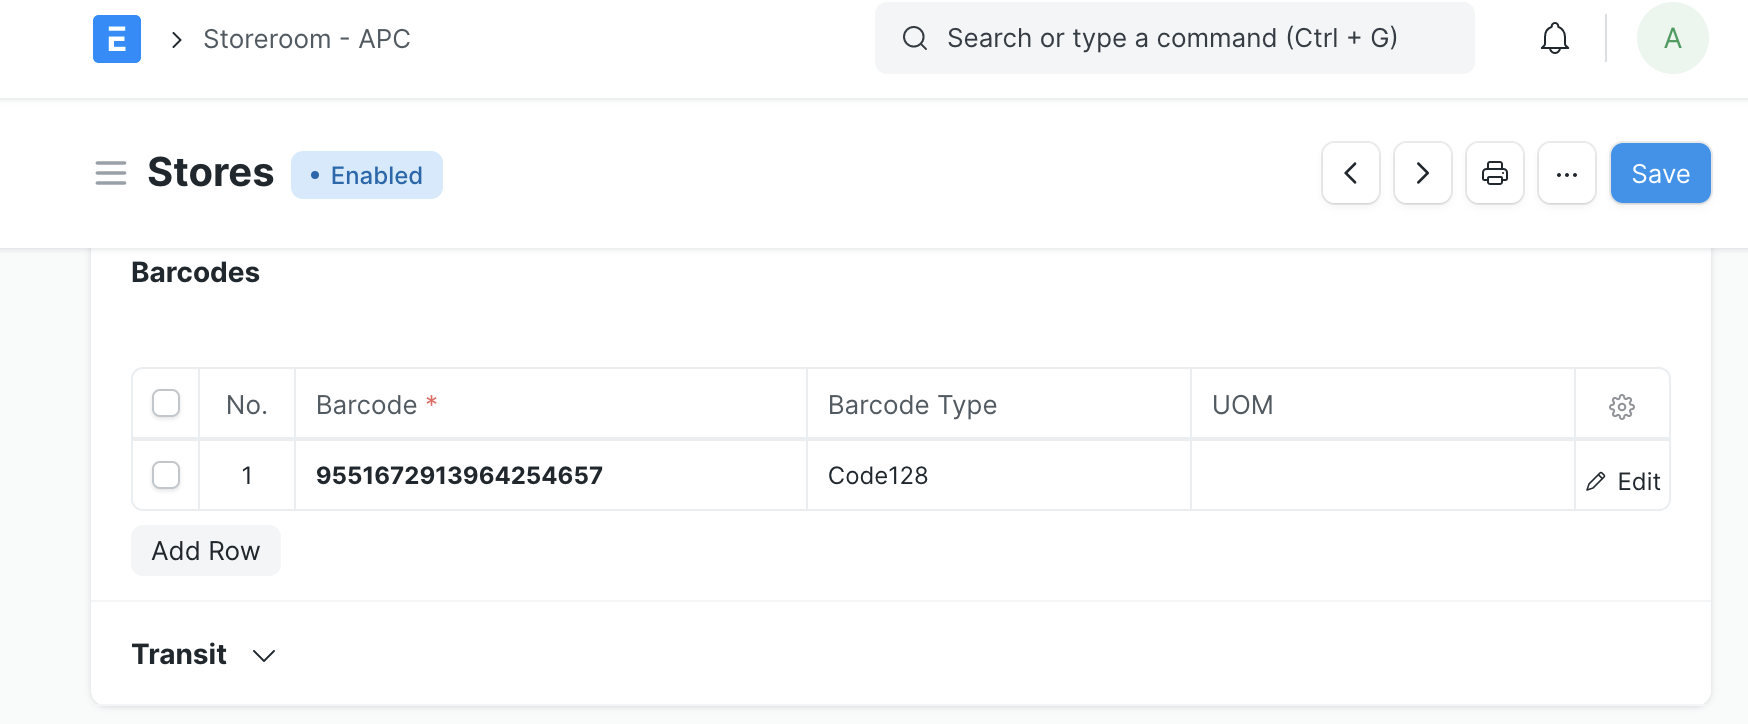 Storeroom - APC
Search or type a command (Ctrl + G)
A
Stores
Enabled
Save
Barcodes
No. Barcode * Barcode Type UOM
1 9551672913964254657 Code128 Edit
Add Row
Transit